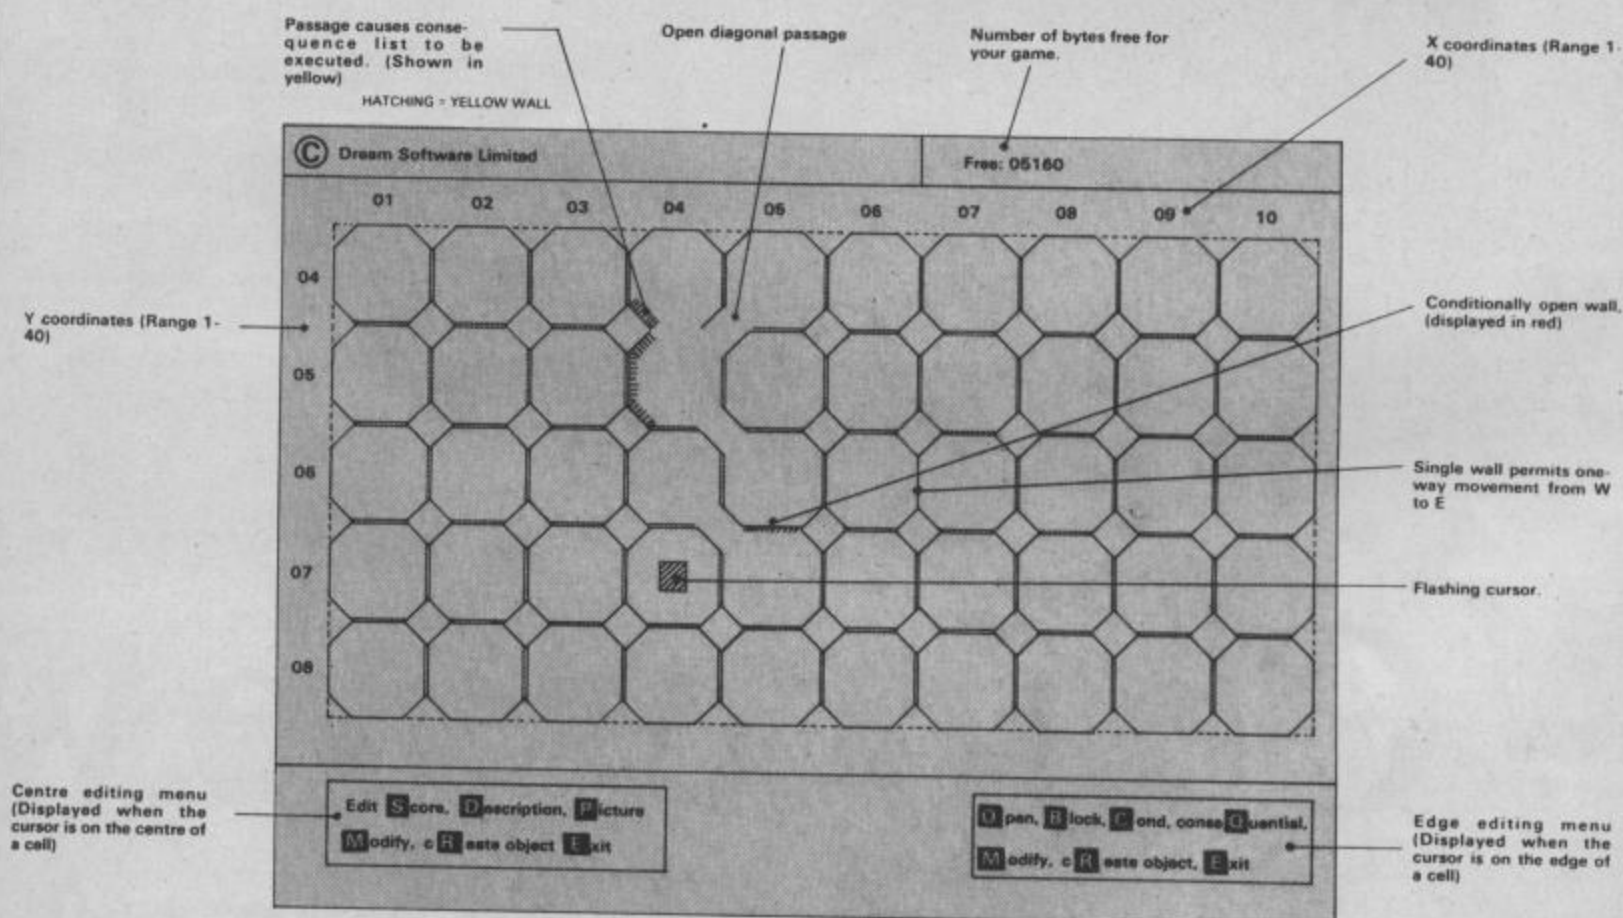 Passage causes conse-
quence list to be
executed. (Shown in
yellow)
HATCHING = YELLOW WALL
Open diagonal passage
Number of bytes free for
your game.
X coordinates (Range 1-
40)
© Dream Software Limited
Free: 05160
01 02 03 04 05 06 07 08 09 10
04
05
06
07
08
Y coordinates (Range 1-
40)
Conditionally open wall,
(displayed in red)
Single wall permits one-
way movement from W
to E
Flashing cursor.
Centre editing menu
(Displayed when the
cursor is on the centre of
a cell)
Edit Score, Description, Picture
Modify, cReate object Exit
Open, Block, Cond, conseQuential,
Modify, cReate object, Exit
Edge editing menu
(Displayed when the
cursor is on the edge of
a cell)